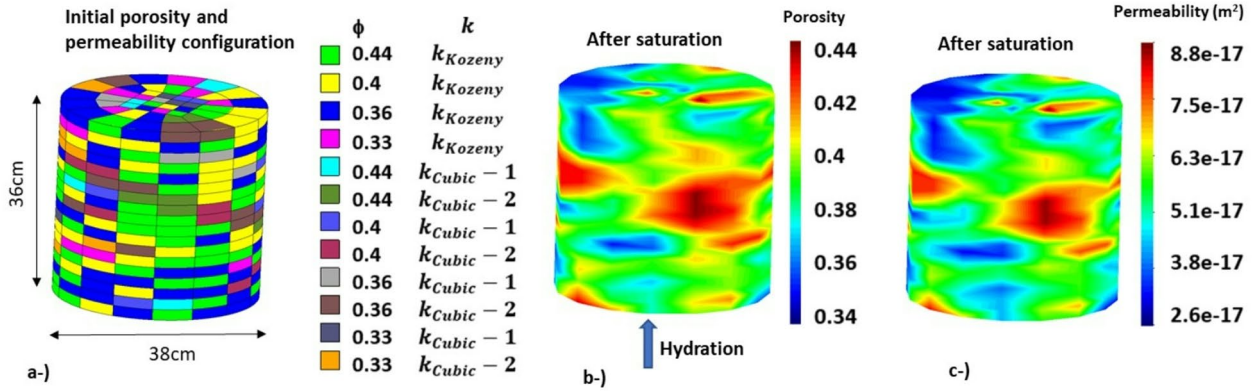 Initial porosity and
permeability configuration
36cm
38cm
a-)
ϕ k
0.44 k_Kozeny
0.4 k_Kozeny
0.36 k_Kozeny
0.33 k_Kozeny
0.44 k_Cubic − 1
0.44 k_Cubic − 2
0.4 k_Cubic − 1
0.4 k_Cubic − 2
0.36 k_Cubic − 1
0.36 k_Cubic − 2
0.33 k_Cubic − 1
0.33 k_Cubic − 2
After saturation
Hydration
b-)
Porosity
0.44
0.42
0.4
0.38
0.36
0.34
After saturation
c-)
Permeability (m²)
8.8e-17
7.5e-17
6.3e-17
5.1e-17
3.8e-17
2.6e-17